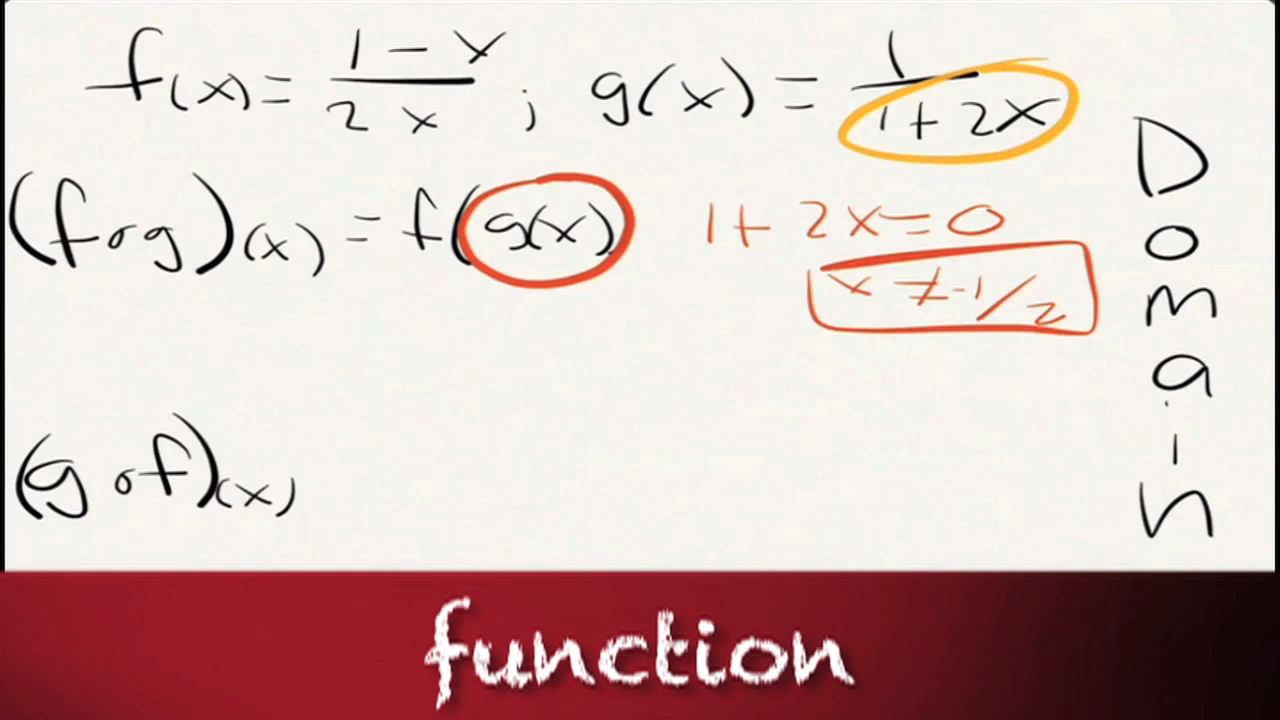 f(x) = 1 - x / 2x ; g(x) = 1 / 1 + 2x
(f o g)(x) = f(g(x)) 1 + 2x = 0
x ≠ -1/2
(g o f)(x)
Domain
function